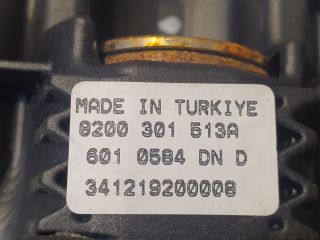 MADE IN TURKIYE
8200 301 513A
601 0584 DN D
341219200008